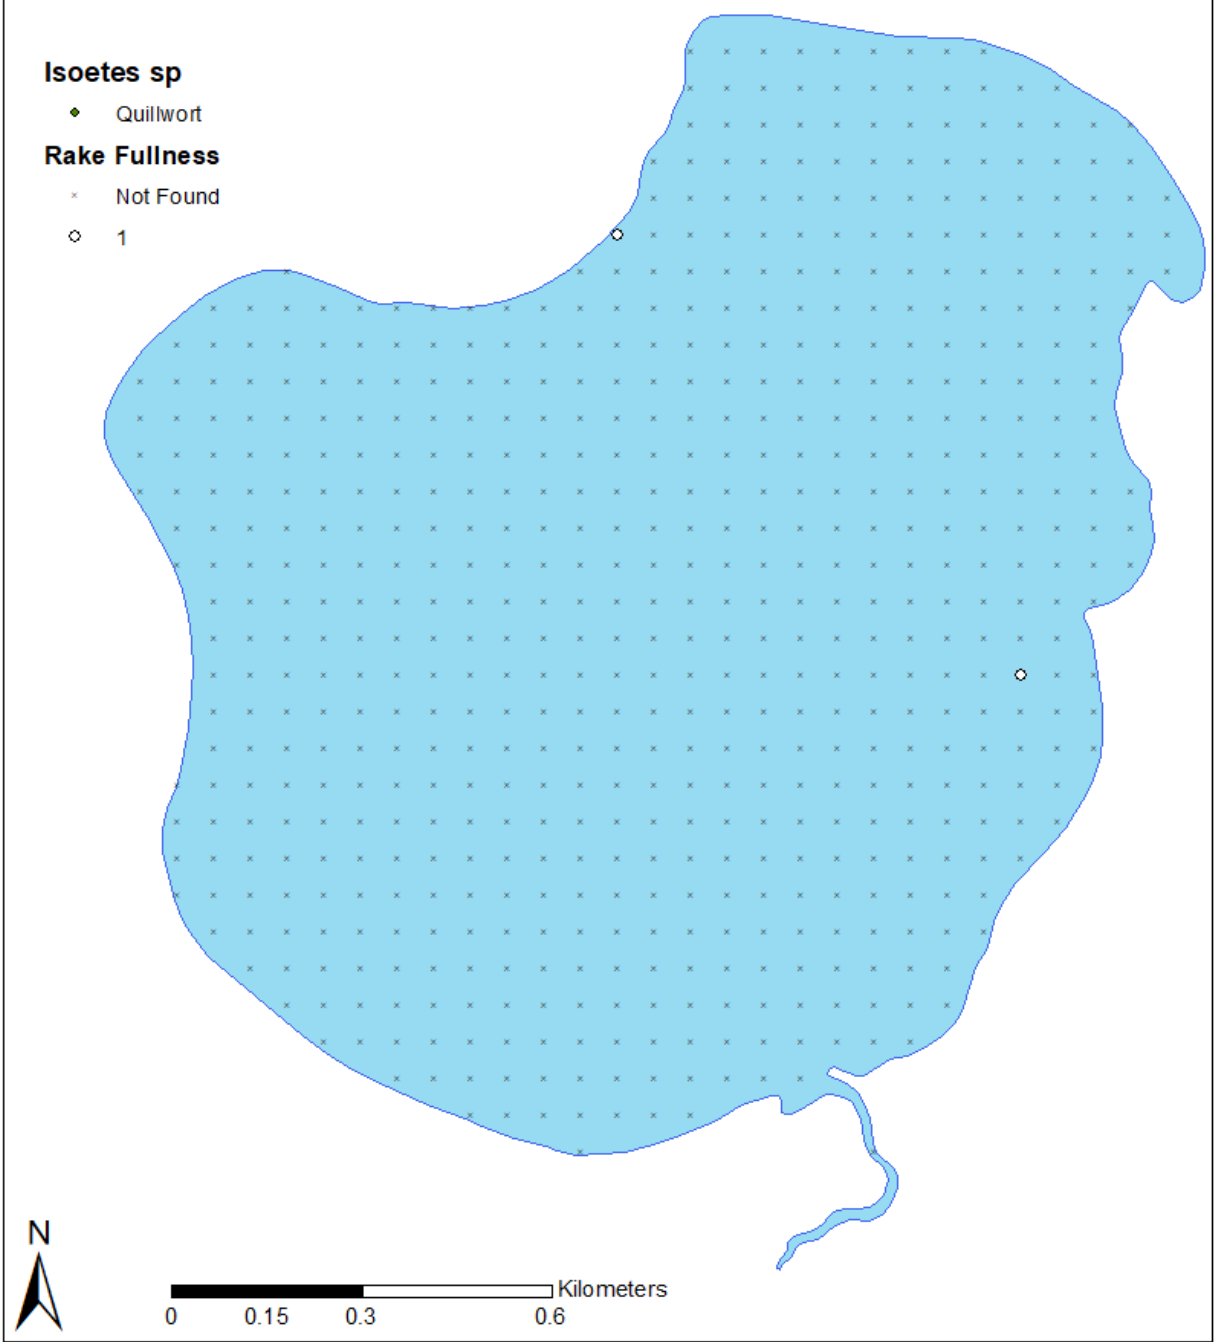 Isoetes sp
Quillwort
Rake Fullness
Not Found
1
N
Kilometers
0 0.15 0.3 0.6